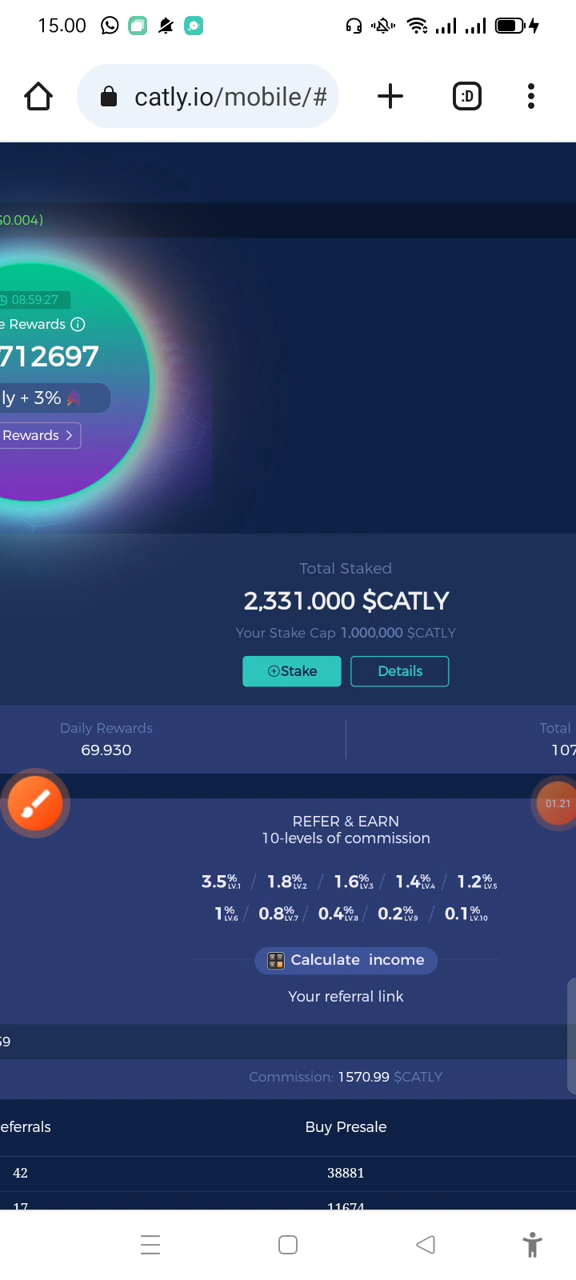 15.00
:D
catly.io/mobile/#
$0.004)
08:59:27
e Rewards
712697
ly + 3%
Rewards >
Total Staked
2,331.000 $CATLY
Your Stake Cap 1,000,000 $CATLY
Stake
Details
Daily Rewards
Total
69.930
107
01.21
REFER & EARN
10-levels of commission
3.5% LV.1 / 1.8% LV.2 / 1.6% LV.3 / 1.4% LV.4 / 1.2% LV.5
1% LV.6 / 0.8% LV.7 / 0.4% LV.8 / 0.2% LV.9 / 0.1% LV.10
Calculate income
Your referral link
59
Commission: 1570.99 $CATLY
eferrals
Buy Presale
42
38881
17
11674